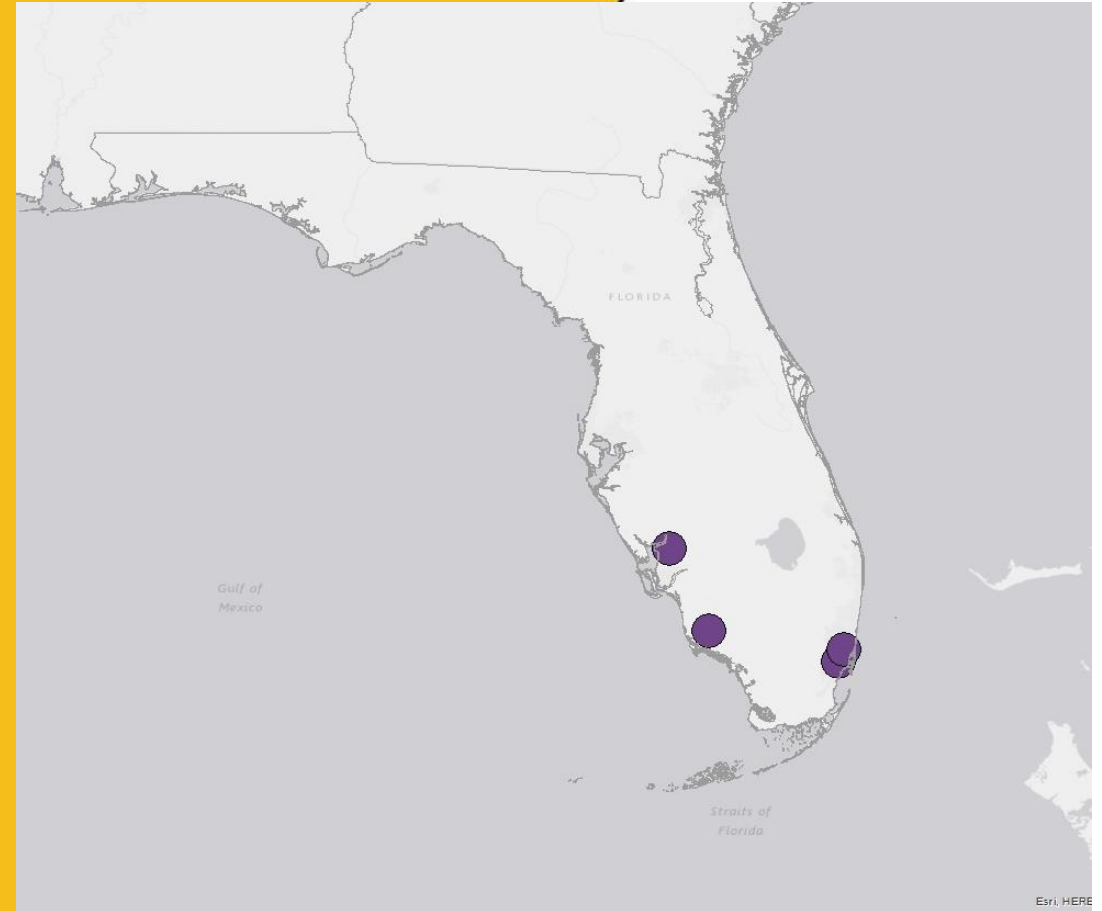 FLORIDA
Gulf of
Mexico
Straits of
Florida
Esri, HERE